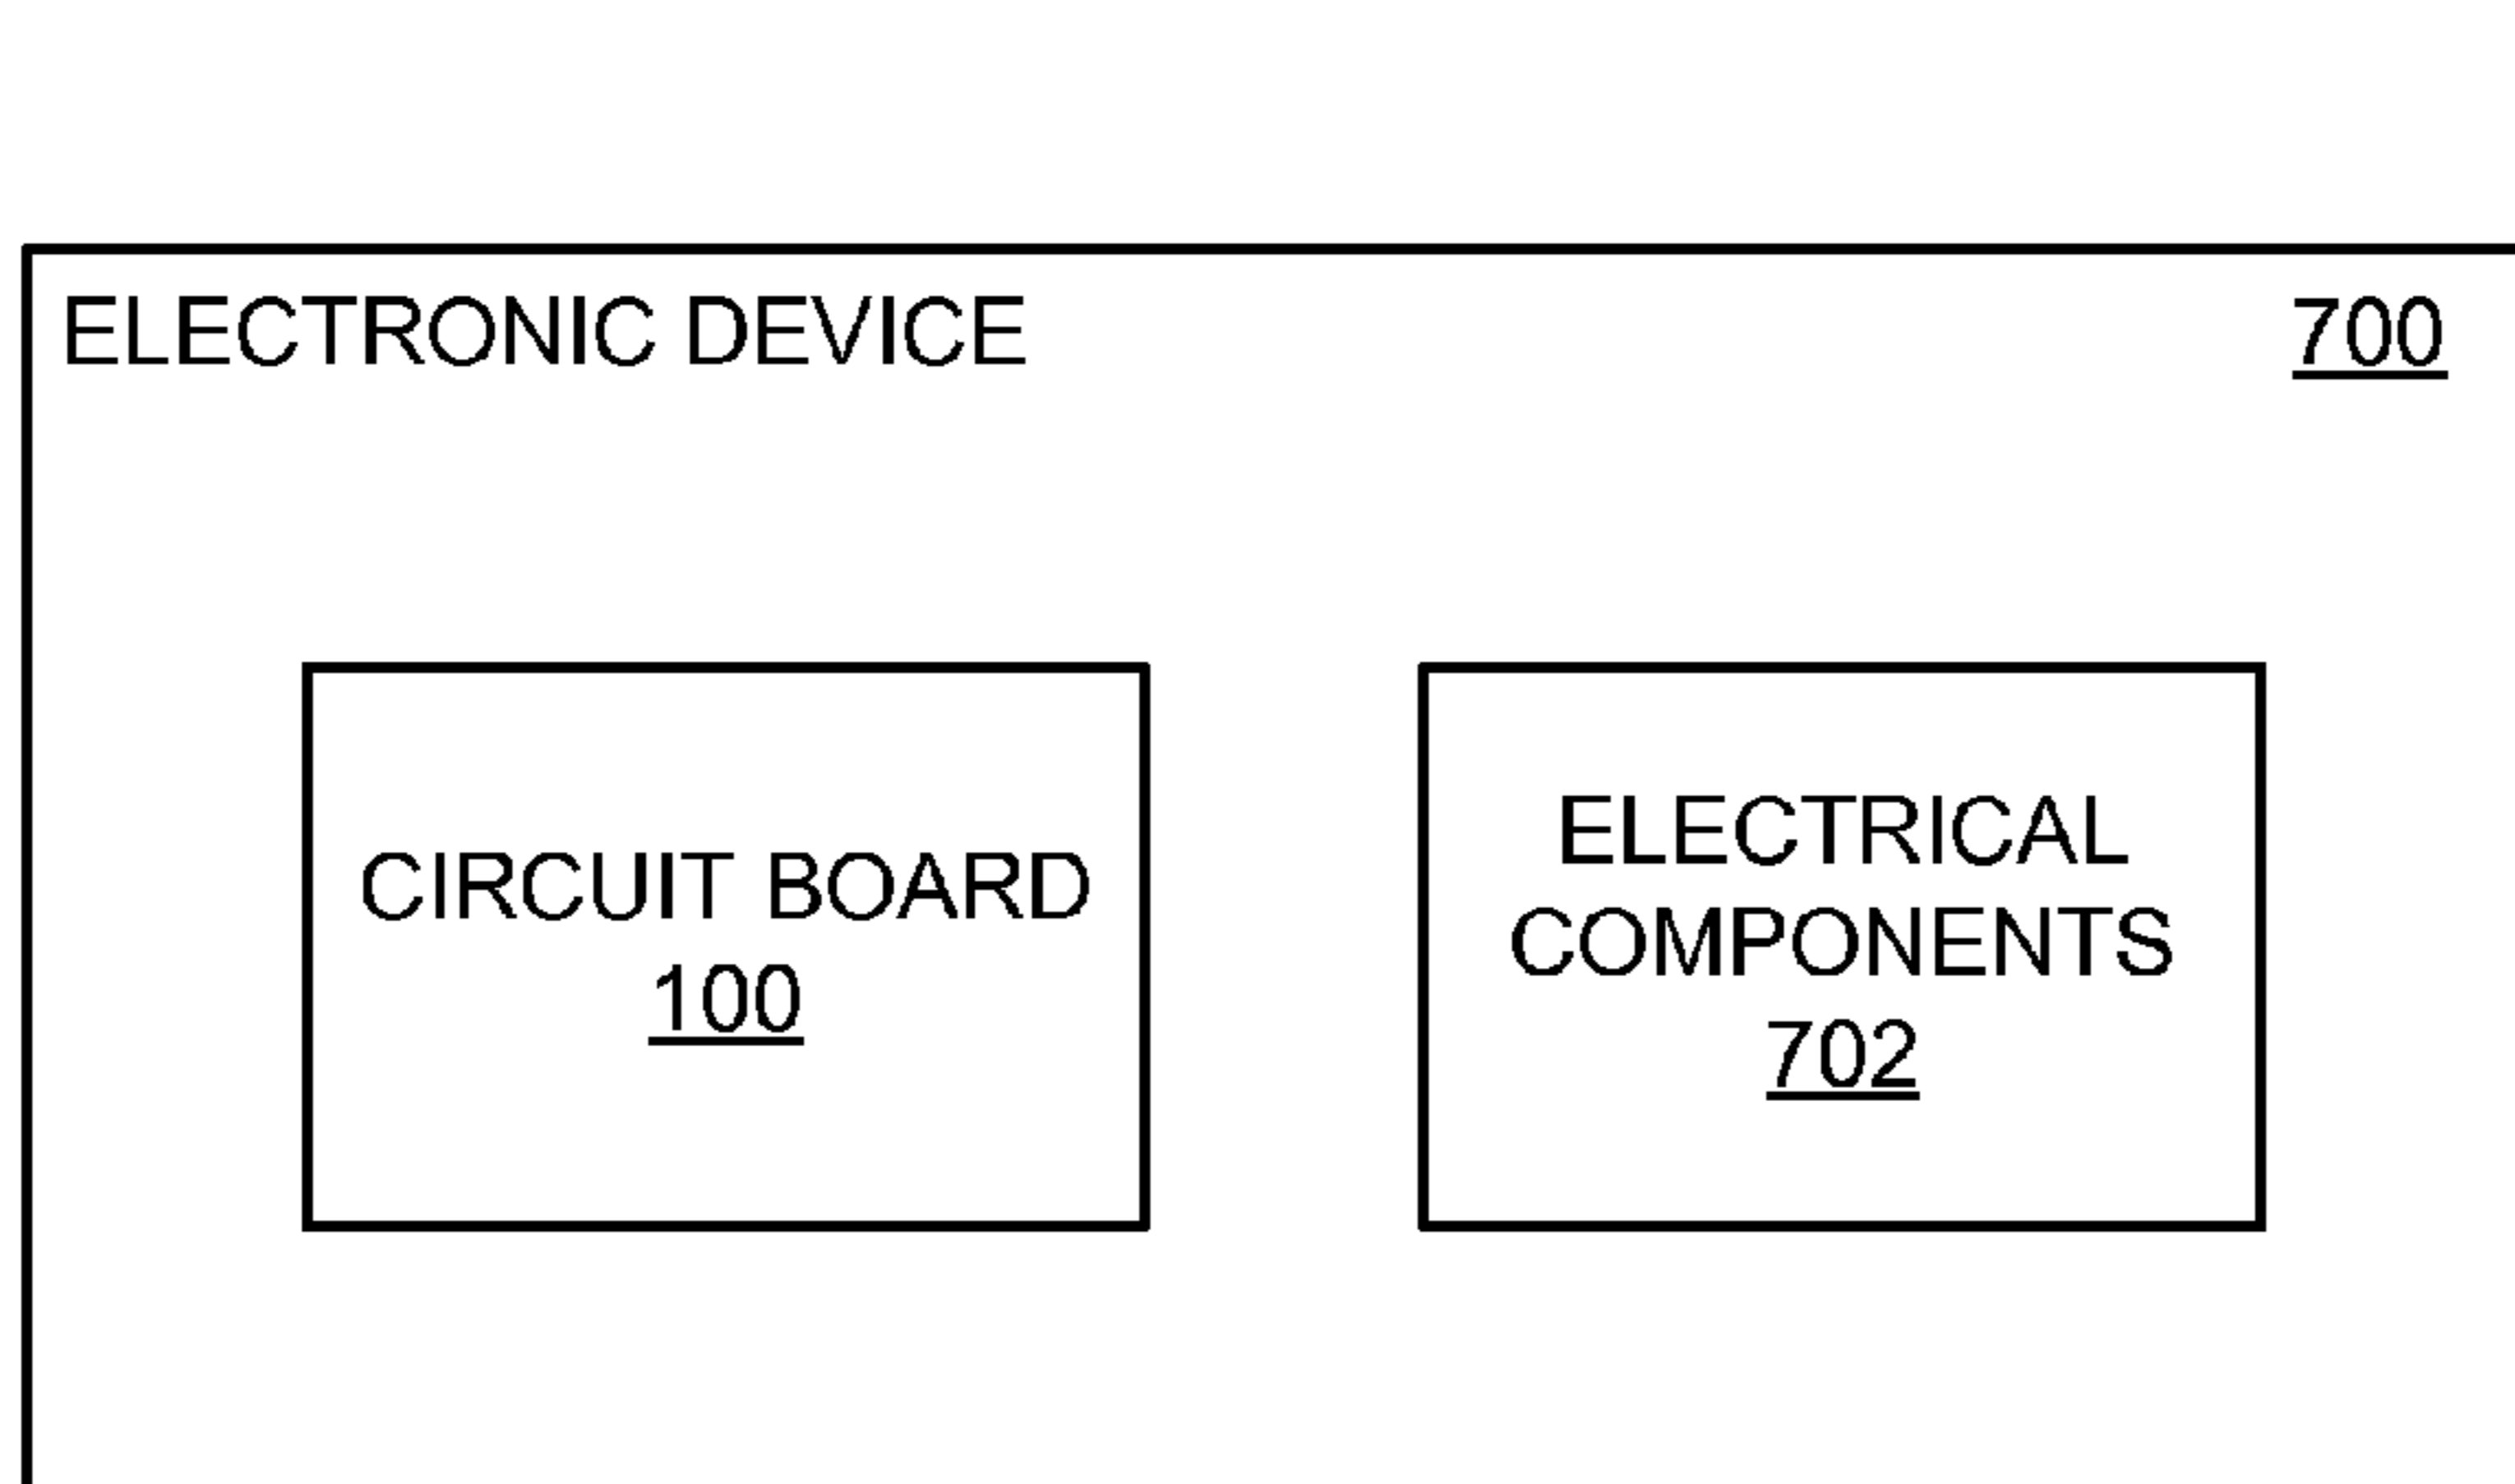 ELECTRONIC DEVICE 700
CIRCUIT BOARD
100
ELECTRICAL
COMPONENTS
702